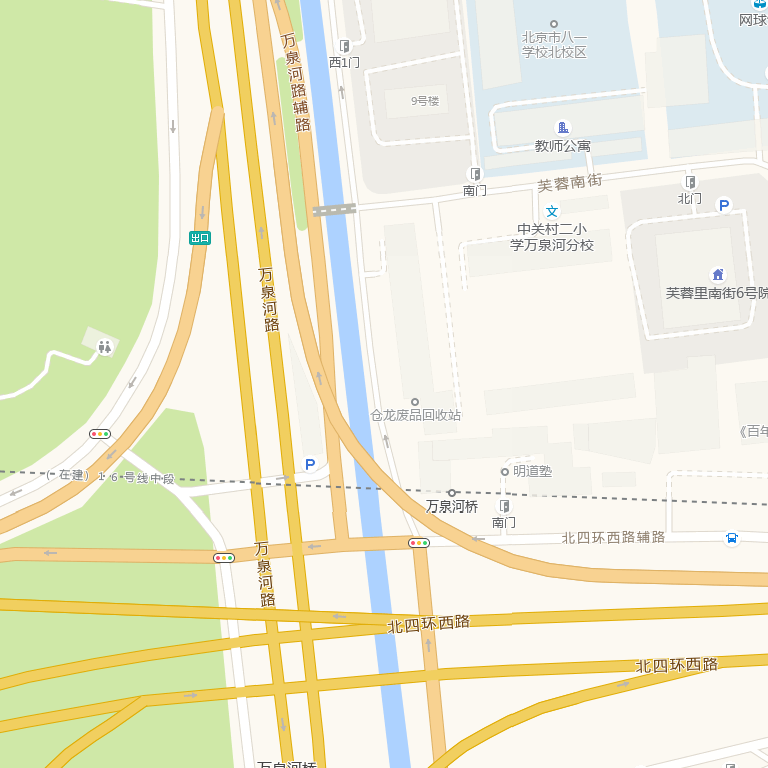 网球
北京市八一
学校北校区
西1门
万泉河路辅路
9号楼
教师公寓
南门
芙蓉南街
北门
P
文
中关村二小
学万泉河分校
出口
万泉河路
芙蓉里南街6号院
仓龙废品回收站
《百年
P
明道塾
(在建)16号线中段
万泉河桥
南门
北四环西路辅路
万泉河路
北四环西路
北四环西路
万泉河桥